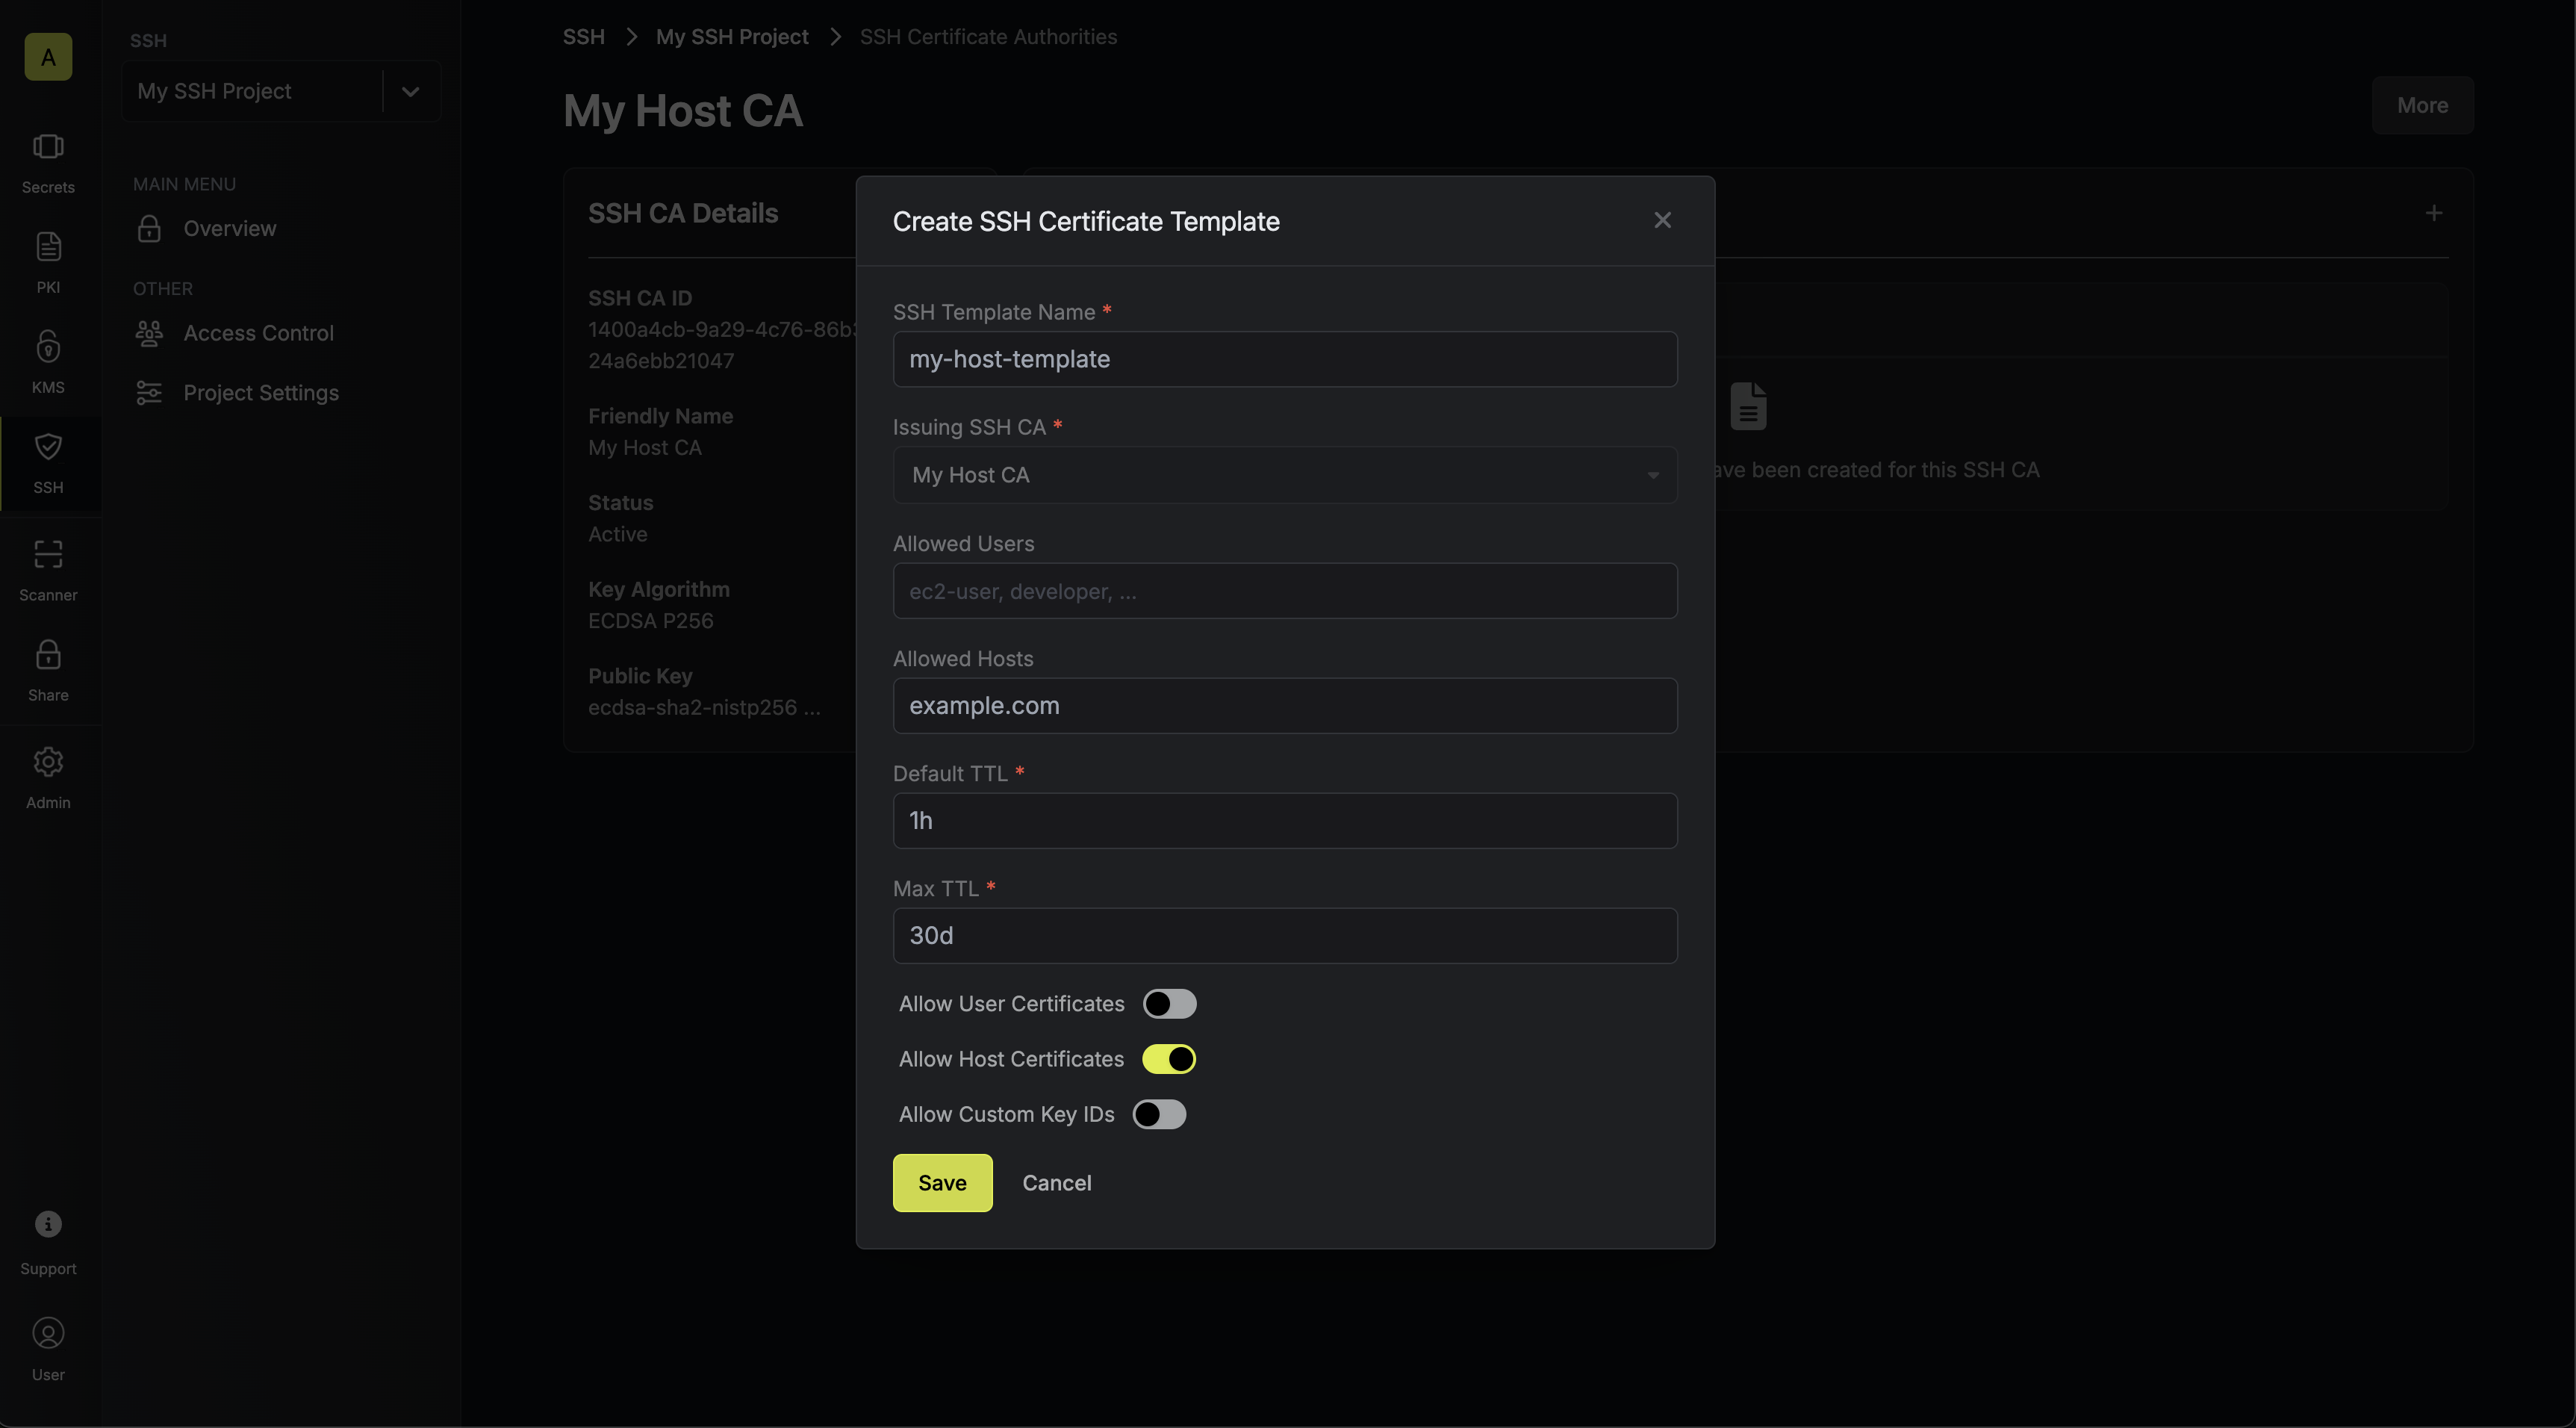 A
Secrets
PKI
KMS
SSH
Scanner
Share
Admin
Support
User
SSH
My SSH Project
MAIN MENU
Overview
OTHER
Access Control
Project Settings
SSH > My SSH Project > SSH Certificate Authorities
My Host CA
More
SSH CA Details
SSH CA ID
1400a4cb-9a29-4c76-86b
24a6ebb21047
Friendly Name
My Host CA
Status
Active
Key Algorithm
ECDSA P256
Public Key
ecdsa-sha2-nistp256 ...
been created for this SSH CA
Create SSH Certificate Template
SSH Template Name *
my-host-template
Issuing SSH CA *
My Host CA
Allowed Users
ec2-user, developer, ...
Allowed Hosts
example.com
Default TTL *
1h
Max TTL *
30d
Allow User Certificates
Allow Host Certificates
Allow Custom Key IDs
Save
Cancel